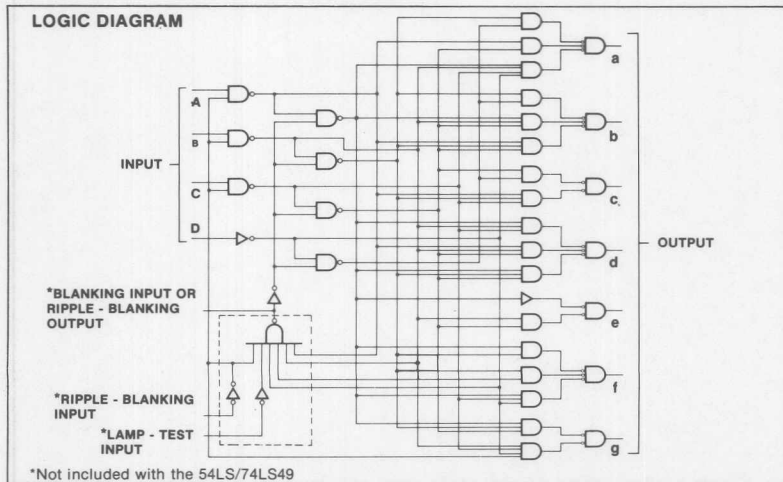 LOGIC DIAGRAM
A
B
INPUT
C
D
*BLANKING INPUT OR
RIPPLE - BLANKING
OUTPUT
*RIPPLE - BLANKING
INPUT
*LAMP - TEST
INPUT
a
b
c
d
e
f
g
OUTPUT
*Not included with the 54LS/74LS49